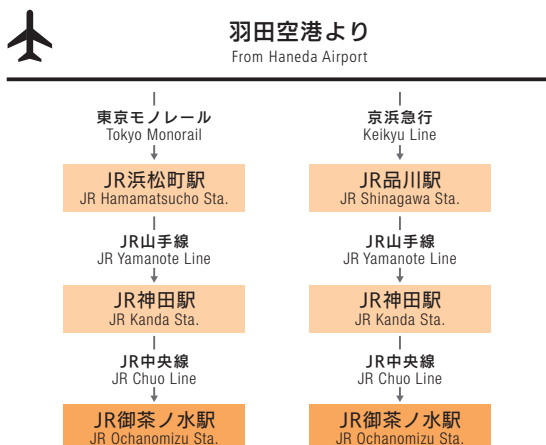 羽田空港より
From Haneda Airport
東京モノレール
Tokyo Monorail
JR浜松町駅
JR Hamamatsucho Sta.
JR山手線
JR Yamanote Line
JR神田駅
JR Kanda Sta.
JR中央線
JR Chuo Line
JR御茶ノ水駅
JR Ochanomizu Sta.
京浜急行
Keikyu Line
JR品川駅
JR Shinagawa Sta.
JR山手線
JR Yamanote Line
JR神田駅
JR Kanda Sta.
JR中央線
JR Chuo Line
JR御茶ノ水駅
JR Ochanomizu Sta.